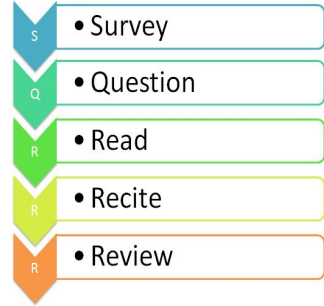 S
• Survey
Q
• Question
R
• Read
R
• Recite
R
• Review